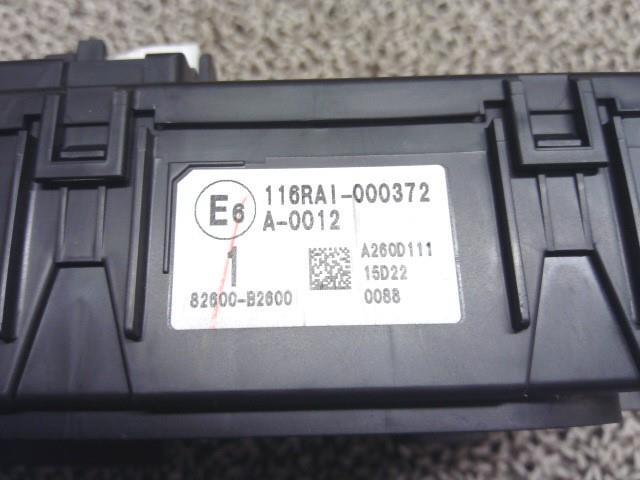 E6 116RAI-000372
A-0012
1 A260D111
15D22
82600-B2600 0088